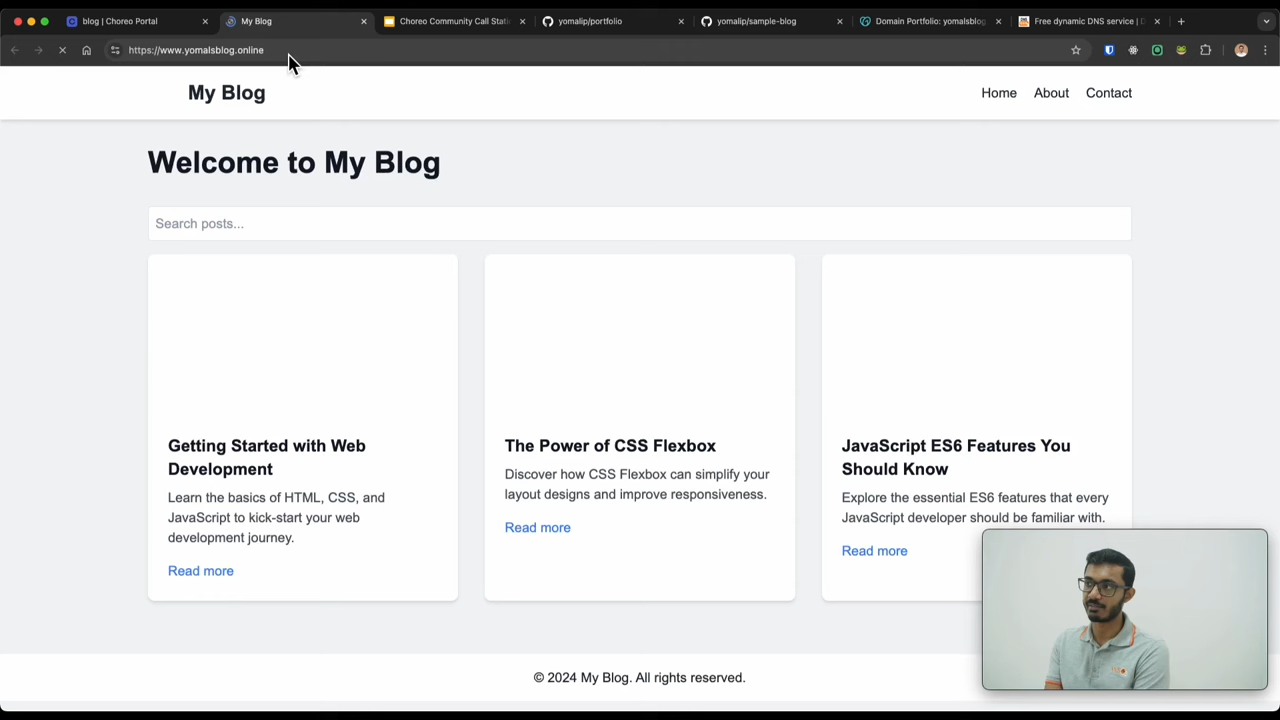 blog | Choreo Portal
My Blog
Choreo Community Call Stati
yomalip/portfolio
yomalip/sample-blog
Domain Portfolio: yomalsblog
Free dynamic DNS service | D
https://www.yomalsblog.online
My Blog
Home
About
Contact
Welcome to My Blog
Search posts...
Getting Started with Web
Development
Learn the basics of HTML, CSS, and
JavaScript to kick-start your web
development journey.
Read more
The Power of CSS Flexbox
Discover how CSS Flexbox can simplify your
layout designs and improve responsiveness.
Read more
JavaScript ES6 Features You
Should Know
Explore the essential ES6 features that every
JavaScript developer should be familiar with.
Read more
© 2024 My Blog. All rights reserved.